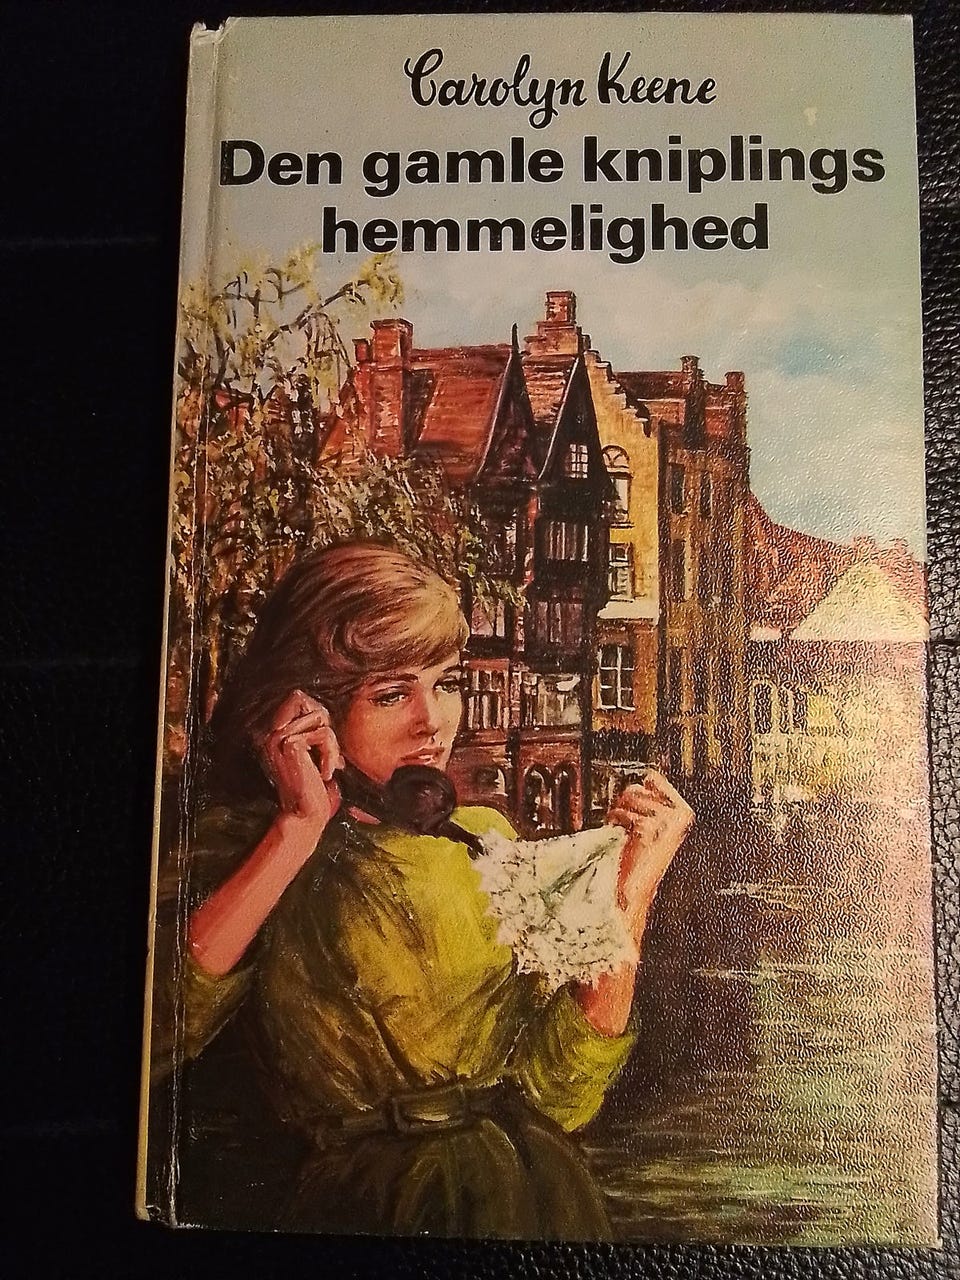 Carolyn Keene
Den gamle kniplings
hemmelighed